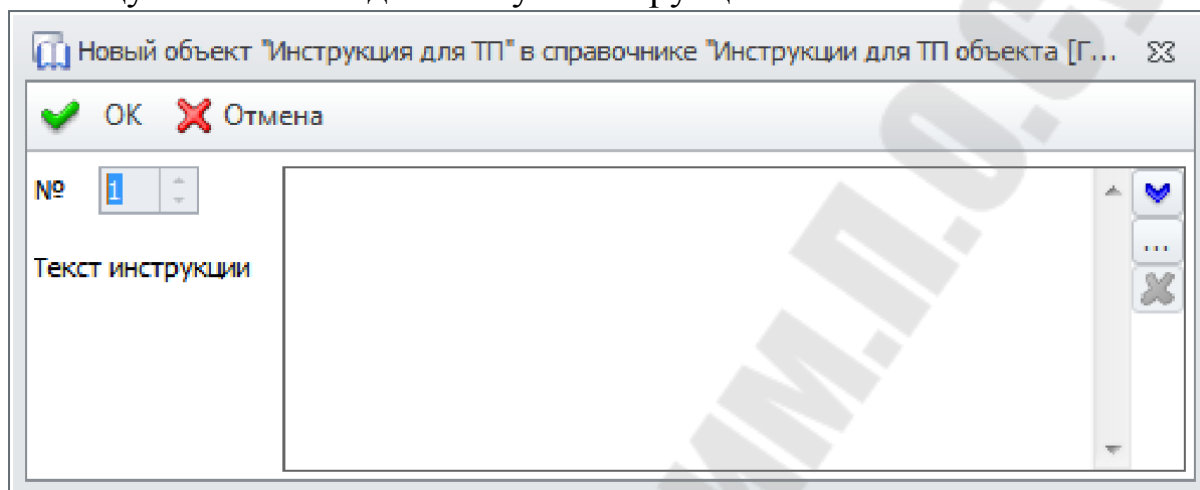 Новый объект "Инструкция для ТП" в справочнике "Инструкции для ТП объекта [Г...
ОК Отмена
№ 1
...
Текст инструкции